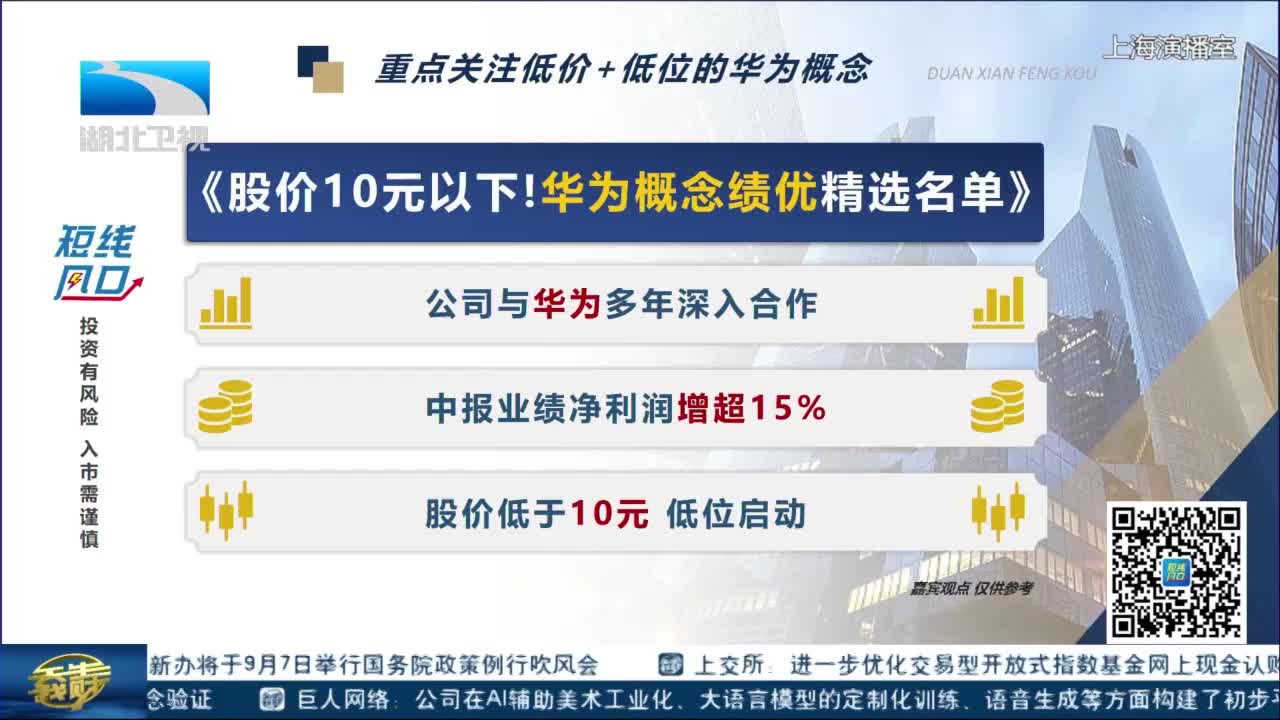 重点关注低价+低位的华为概念
DUAN XIAN FENG KOU
上海演播室
湖北卫视
《股价10元以下!华为概念绩优精选名单》
短线
风口
公司与华为多年深入合作
投资有风险 入市需谨慎
中报业绩净利润增超15%
股价低于10元 低位启动
短线
风口
嘉宾观点 仅供参考
新办将于9月7日举行国务院政策例行吹风会 上交所：进一步优化交易型开放式指数基金网上现金认购
念验证 巨人网络：公司在AI辅助美术工业化、大语言模型的定制化训练、语音生成等方面构建了初步